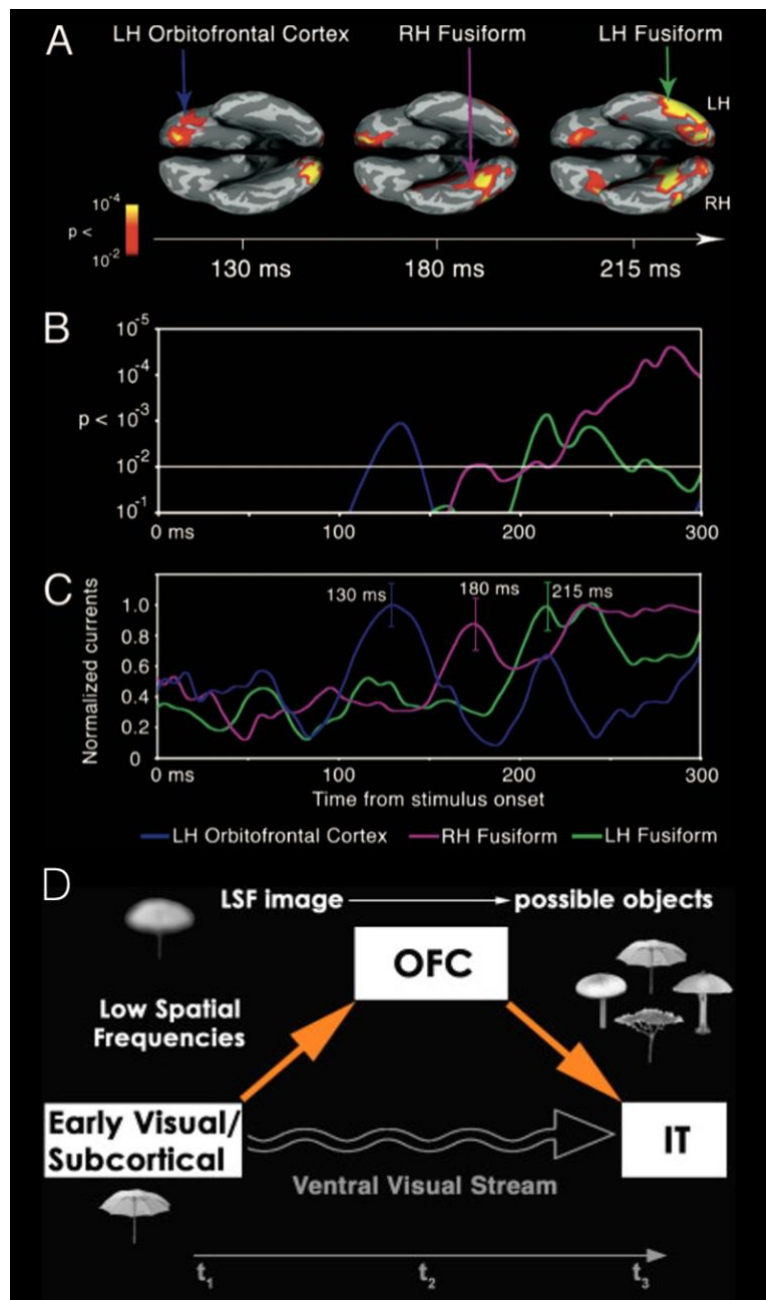 A
LH Orbitofrontal Cortex RH Fusiform LH Fusiform
LH
RH
10-4
p <
10-2
130 ms 180 ms 215 ms
B
10-5
10-4
p < 10-3
10-2
10-1
0 ms 100 200 300
C
Normalized currents
1.0
0.8
0.6
0.4
0.2
0
130 ms 180 ms 215 ms
0 ms 100 200 300
Time from stimulus onset
LH Orbitofrontal Cortex RH Fusiform LH Fusiform
D
LSF image possible objects
OFC
Low Spatial
Frequencies
Early Visual/
Subcortical
IT
Ventral Visual Stream
t1 t2 t3